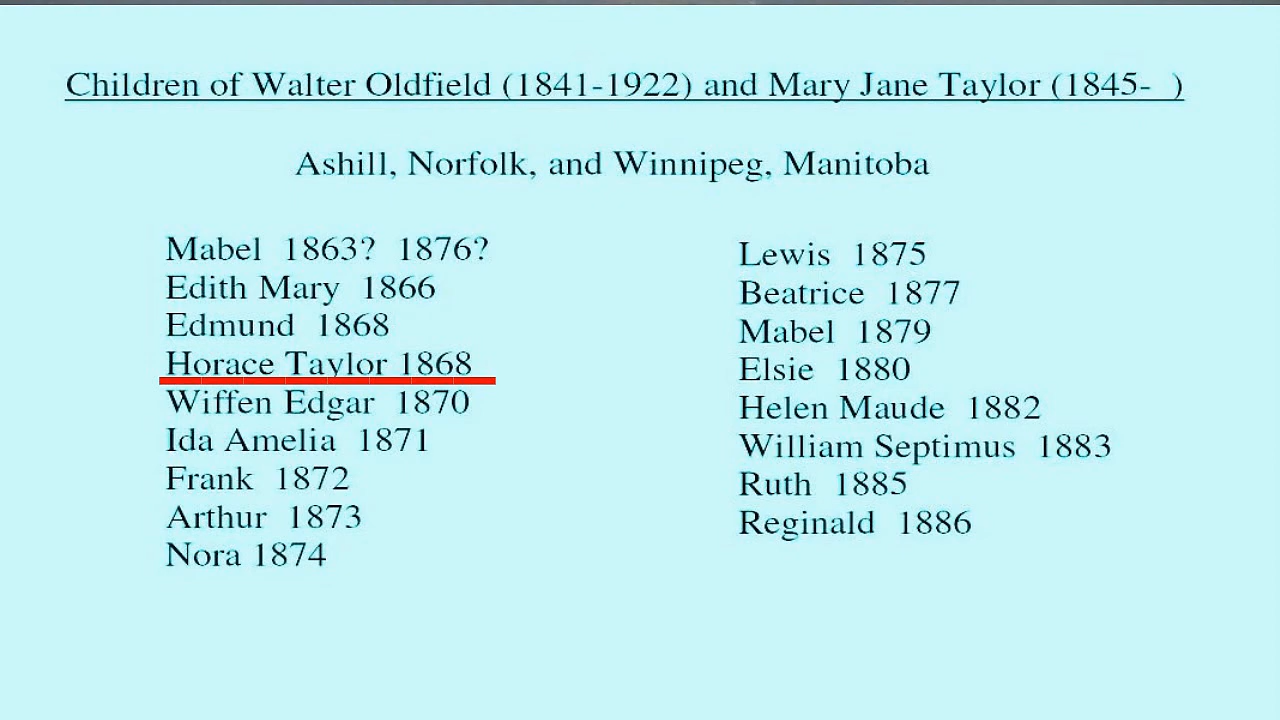 Children of Walter Oldfield (1841-1922) and Mary Jane Taylor (1845-  )
Ashill, Norfolk, and Winnipeg, Manitoba
Mabel  1863?  1876?
Edith Mary  1866
Edmund  1868
Horace Taylor 1868
Wiffen Edgar  1870
Ida Amelia  1871
Frank  1872
Arthur  1873
Nora 1874
Lewis  1875
Beatrice  1877
Mabel  1879
Elsie  1880
Helen Maude  1882
William Septimus  1883
Ruth  1885
Reginald  1886